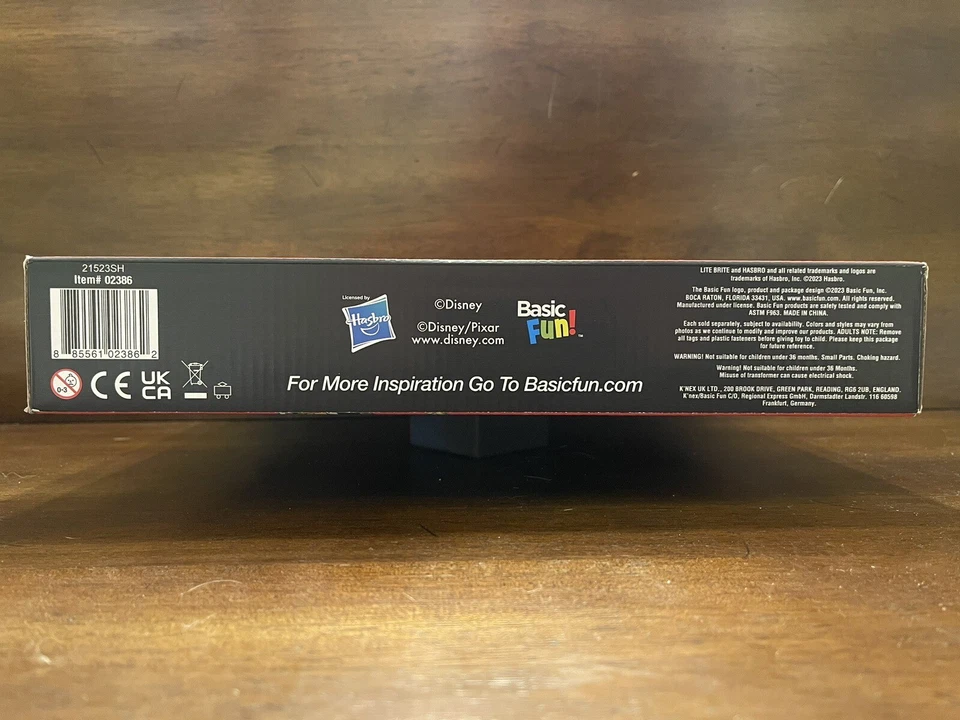 21523SH
Item# 02386
8 85561 02386 2
0-3
CE
UK
CA
Licensed by
Hasbro
©Disney
©Disney/Pixar
www.disney.com
Basic
Fun!
TM
For More Inspiration Go To Basicfun.com
LITE BRITE and HASBRO and all related trademarks and logos are
trademarks of Hasbro, Inc. ©2023 Hasbro.
The Basic Fun logo, product and package design ©2023 Basic Fun, Inc.
BOCA RATON, FLORIDA 33431, USA. www.basicfun.com. All rights reserved.
Manufactured under license. Basic Fun products are safety tested and comply with
ASTM F963. MADE IN CHINA.
Each sold separately, subject to availability. Colors and styles may vary from
photos as we continue to modify and improve our products. ADULTS NOTE: Remove
all tags and plastic fasteners before giving toy to child. Please keep this package
for future reference.
WARNING! Not suitable for children under 36 months. Small Parts. Choking hazard.
Warning! Not suitable for children under 36 Months.
Misuse of transformer can cause electrical shock.
K'NEX UK LTD., 200 BROOK DRIVE, GREEN PARK, READING, RG6 2UB, ENGLAND.
K'nex/Basic Fun C/O, Regional Express GmbH, Darmstadter Landstr. 116 60598
Frankfurt, Germany.